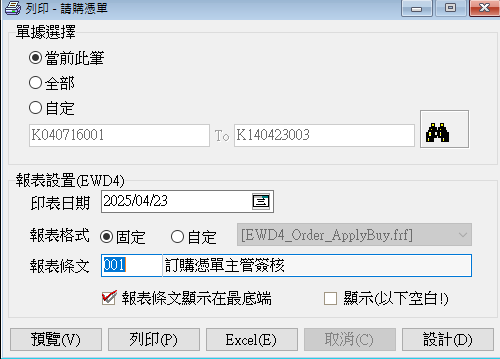 列印 - 請購憑單
單據選擇
當前此筆
全部
自定
K040716001 To K140423003
報表設置(EWD4)
印表日期 2025/04/23
報表格式 固定 自定 [EWD4_Order_ApplyBuy.frf]
報表條文 001 訂購憑單主管簽核
報表條文顯示在最底端 顯示(以下空白!)
預覽(V) 列印(P) Excel(E) 取消(C) 設計(D)